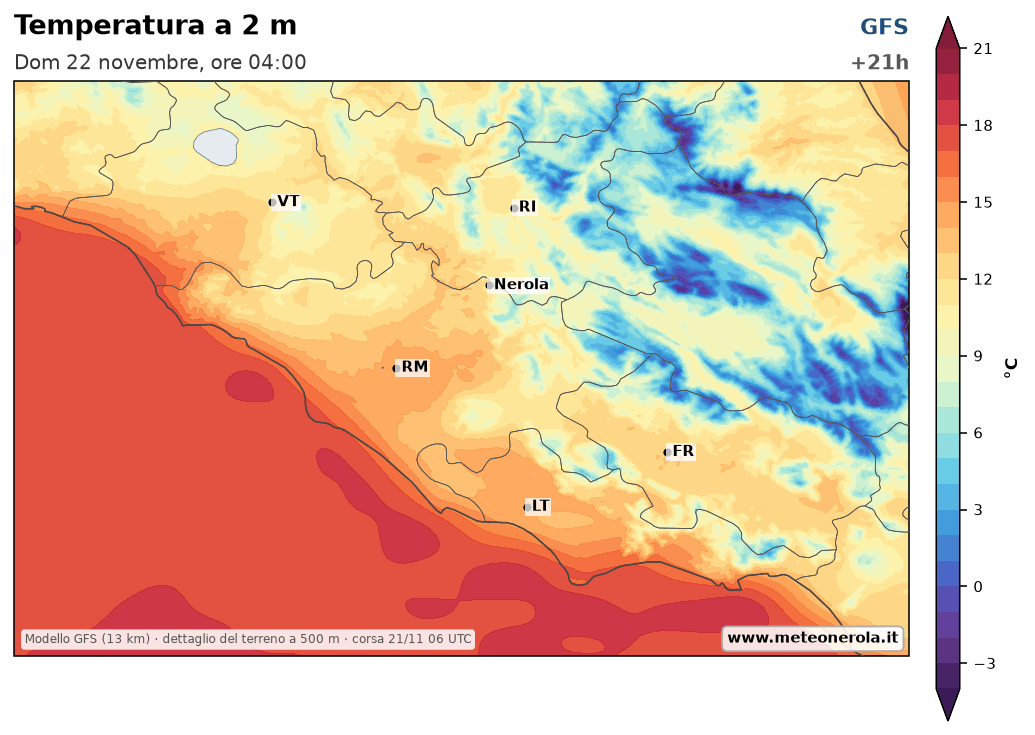 Temperatura a 2 m
GFS
Dom 22 novembre, ore 04:00
+21h
VT
RI
Nerola
RM
FR
LT
21
18
15
12
9
6
3
0
−3
°C
Modello GFS (13 km) · dettaglio del terreno a 500 m · corsa 21/11 06 UTC
www.meteonerola.it